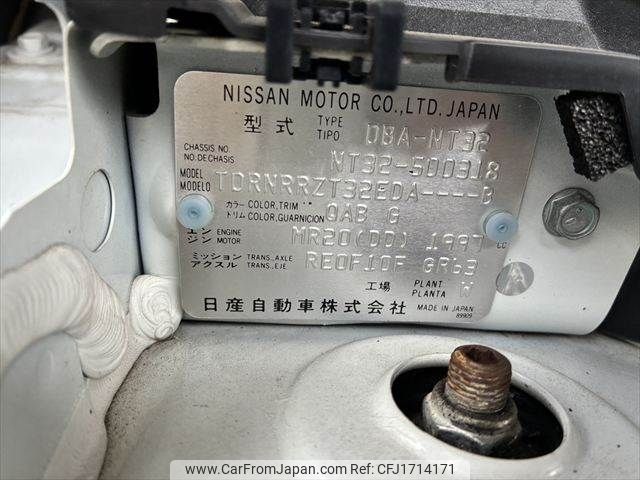 NISSAN MOTOR CO.,LTD. JAPAN
型式 TYPE TIPO DBA-NT32
CHASSIS NO. NO.DE CHASIS NT32-500318
MODEL MODELO TDRNRRZT32EDA----B
カラー COLOR,TRIM トリム COLOR,GUARNICION QAB G
エンジン ENGINE MOTOR MR20(DD) 1997 CC
ミッション TRANS. AXLE アクスル TRANS. EJE RE0F10F GR63
工場 PLANT PLANTA W
日産自動車株式会社 MADE IN JAPAN
89909
A
www.CarFromJapan.com | Stock ID: CFJ1714171